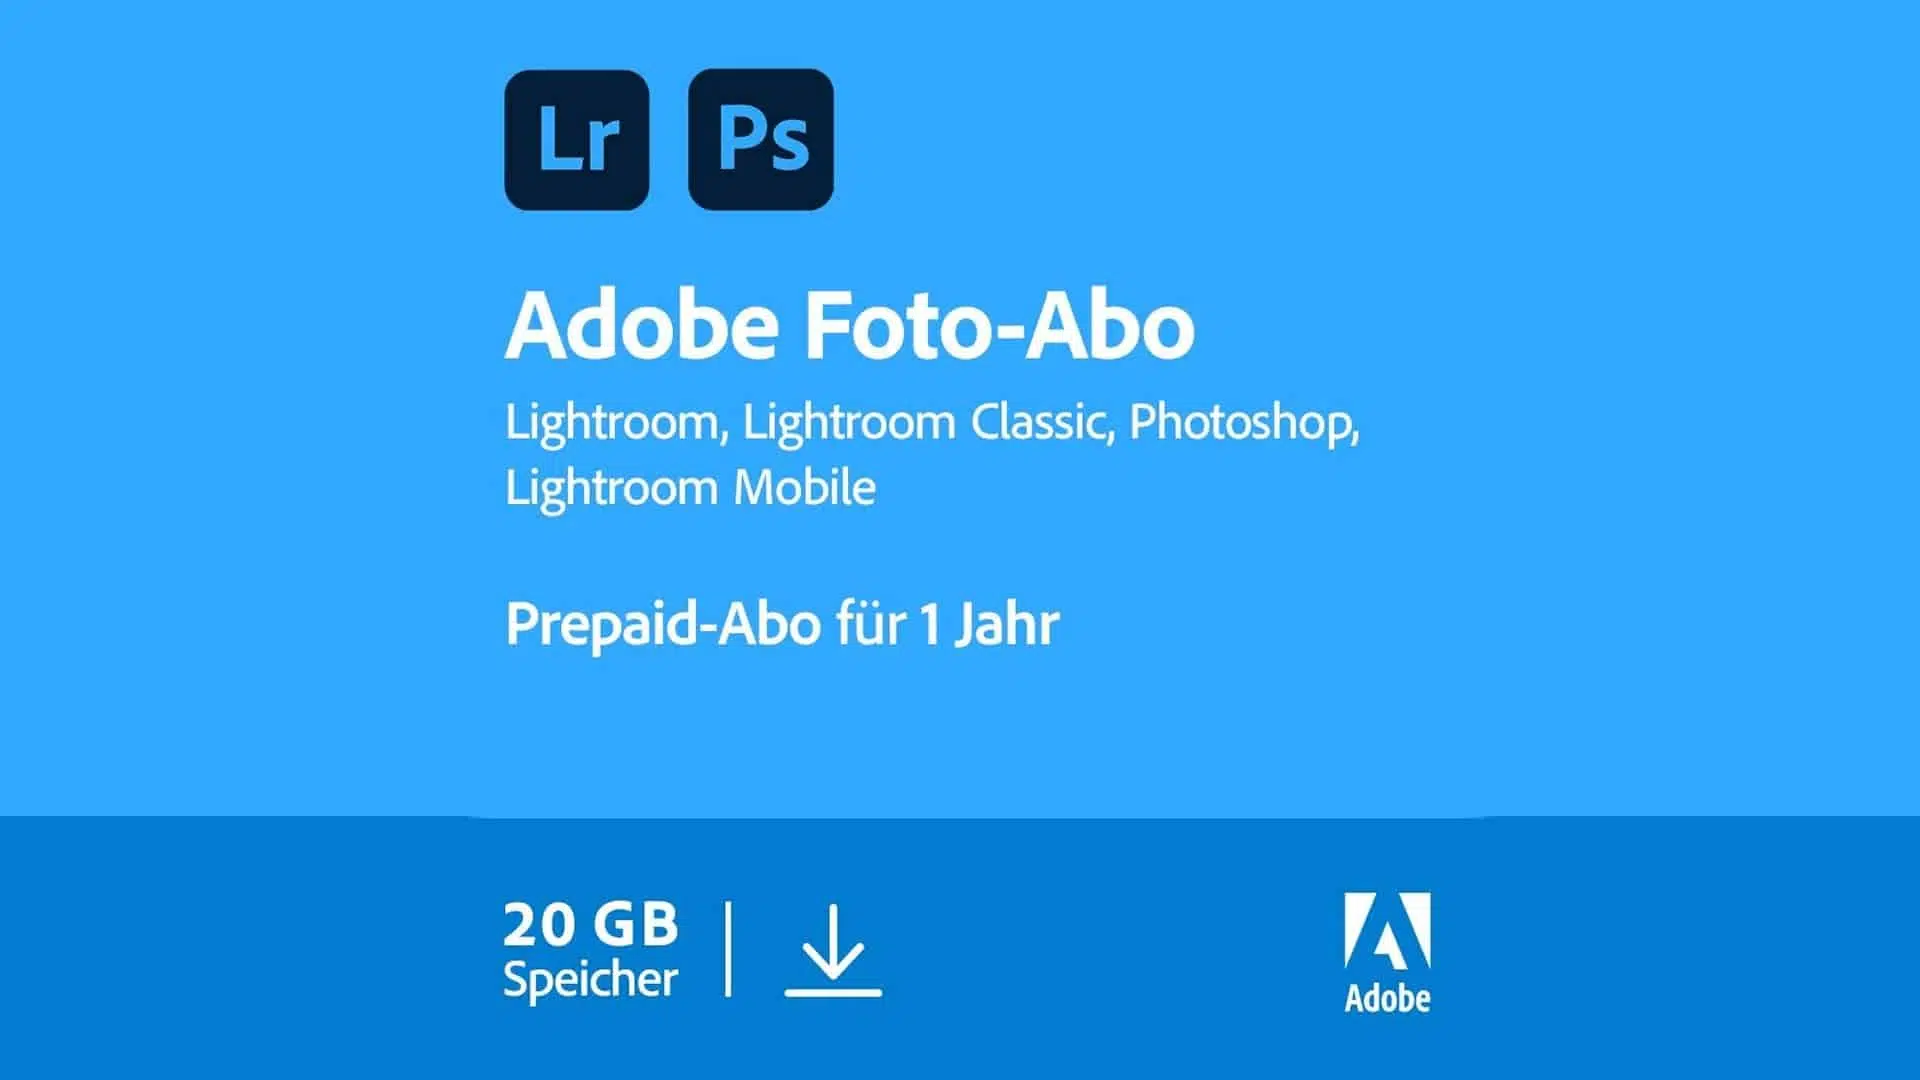 Lr Ps
Adobe Foto-Abo
Lightroom, Lightroom Classic, Photoshop,
Lightroom Mobile
Prepaid-Abo für 1 Jahr
20 GB
Speicher
Adobe